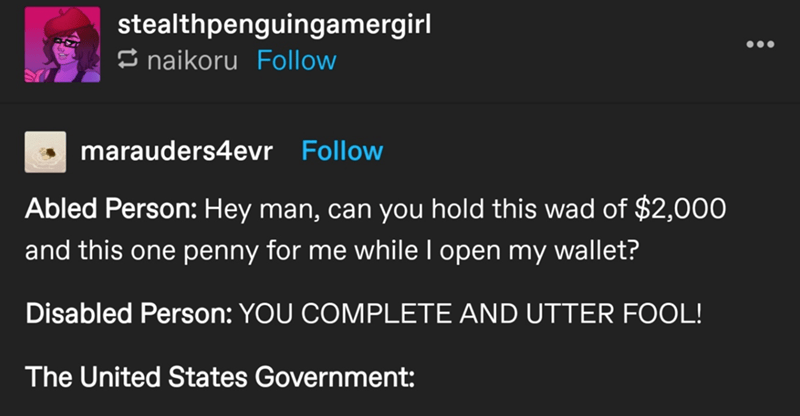 stealthpenguingamergirl
naikoru Follow
marauders4evr Follow
Abled Person: Hey man, can you hold this wad of $2,000
and this one penny for me while I open my wallet?
Disabled Person: YOU COMPLETE AND UTTER FOOL!
The United States Government: